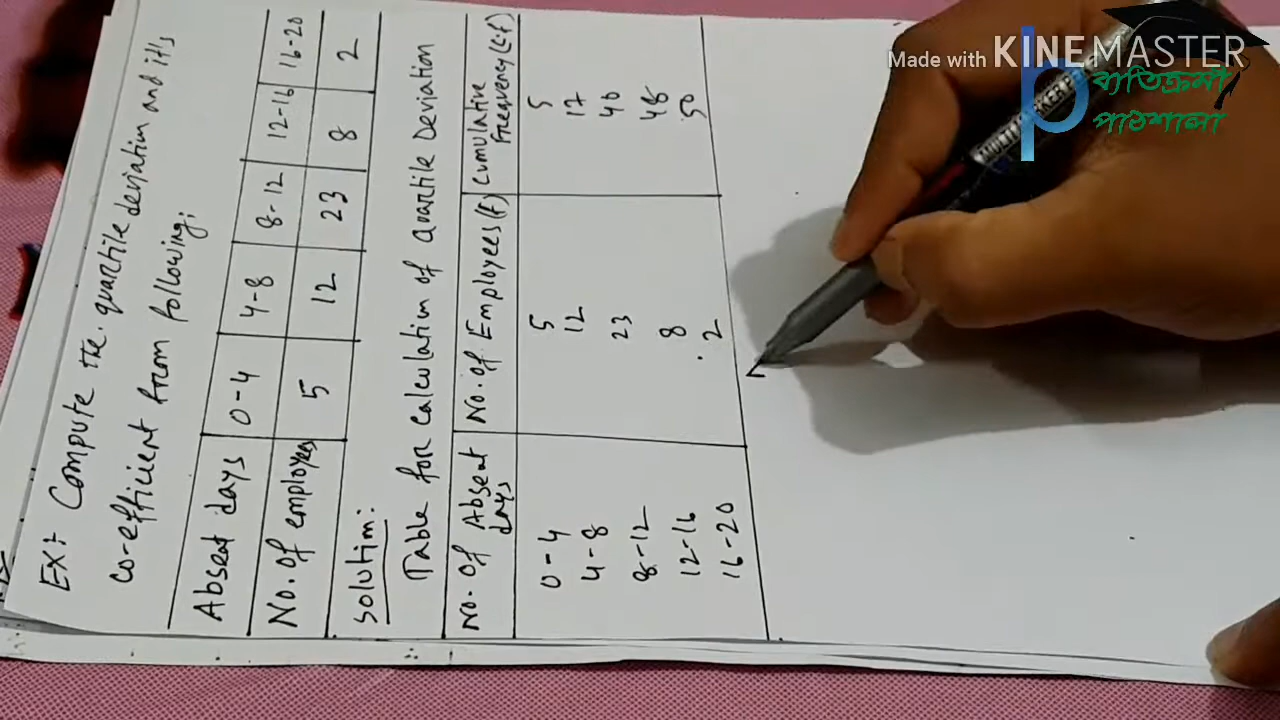 EX:- Compute the quartile deviation and it's
co-efficient from following:
Absent days 0-4 4-8 8-12 12-16 16-20
No. of employees 5 12 23 8 2
Solution:
Table for calculation of Quartile Deviation
No. of Absent days No. of Employees (f) Cumulative Frequency (c.f)
0-4 5 5
4-8 12 17
8-12 23 40
12-16 8 48
16-20 2 50
Made with KINEMASTER
ব্যতিক্রমী
পাঠশালা